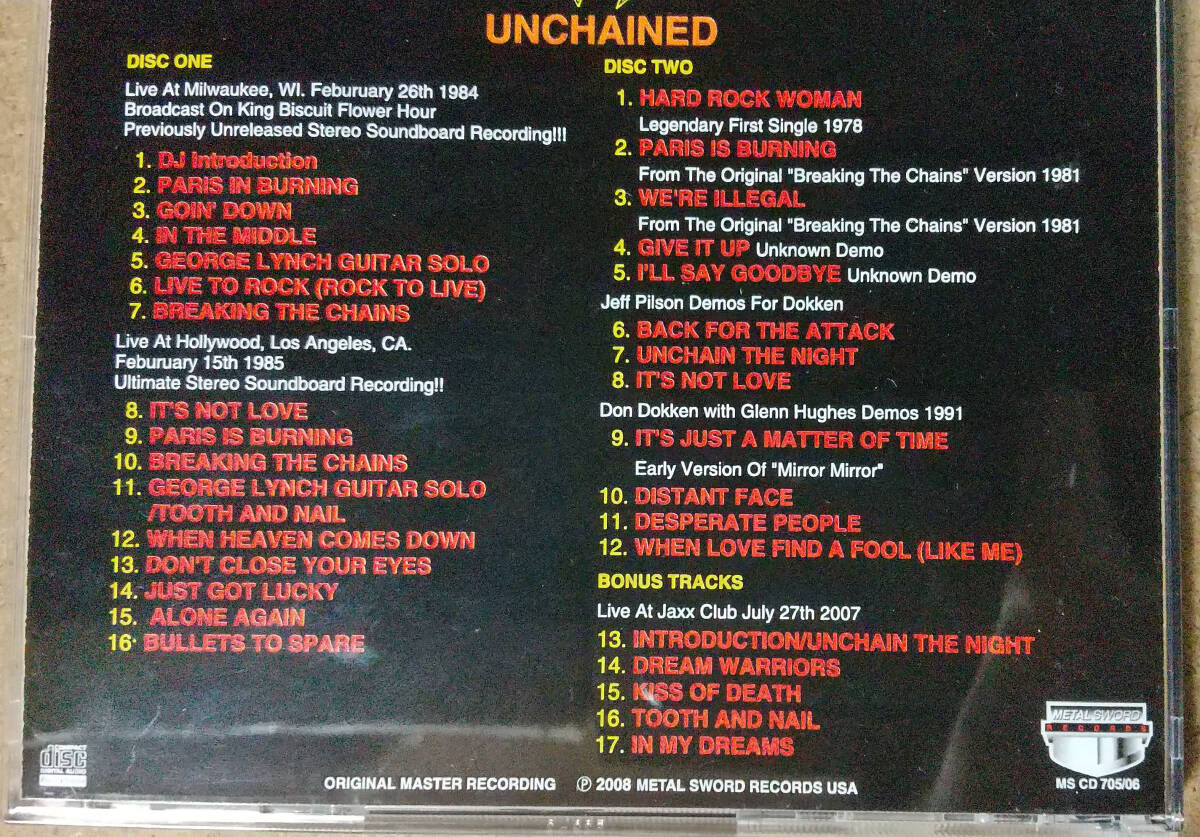 UNCHAINED
DISC ONE
Live At Milwaukee, WI. Feburuary 26th 1984
Broadcast On King Biscuit Flower Hour
Previously Unreleased Stereo Soundboard Recording!!!
1. DJ Introduction
2. PARIS IN BURNING
3. GOIN' DOWN
4. IN THE MIDDLE
5. GEORGE LYNCH GUITAR SOLO
6. LIVE TO ROCK (ROCK TO LIVE)
7. BREAKING THE CHAINS
Live At Hollywood, Los Angeles, CA.
Feburuary 15th 1985
Ultimate Stereo Soundboard Recording!!
8. IT'S NOT LOVE
9. PARIS IS BURNING
10. BREAKING THE CHAINS
11. GEORGE LYNCH GUITAR SOLO
/TOOTH AND NAIL
12. WHEN HEAVEN COMES DOWN
13. DON'T CLOSE YOUR EYES
14. JUST GOT LUCKY
15. ALONE AGAIN
16. BULLETS TO SPARE
DISC TWO
1. HARD ROCK WOMAN
Legendary First Single 1978
2. PARIS IS BURNING
From The Original "Breaking The Chains" Version 1981
3. WE'RE ILLEGAL
From The Original "Breaking The Chains" Version 1981
4. GIVE IT UP Unknown Demo
5. I'LL SAY GOODBYE Unknown Demo
Jeff Pilson Demos For Dokken
6. BACK FOR THE ATTACK
7. UNCHAIN THE NIGHT
8. IT'S NOT LOVE
Don Dokken with Glenn Hughes Demos 1991
9. IT'S JUST A MATTER OF TIME
Early Version Of "Mirror Mirror"
10. DISTANT FACE
11. DESPERATE PEOPLE
12. WHEN LOVE FIND A FOOL (LIKE ME)
BONUS TRACKS
Live At Jaxx Club July 27th 2007
13. INTRODUCTION/UNCHAIN THE NIGHT
14. DREAM WARRIORS
15. KISS OF DEATH
16. TOOTH AND NAIL
17. IN MY DREAMS
COMPACT
disc
DIGITAL AUDIO
ORIGINAL MASTER RECORDING ℗ 2008 METAL SWORD RECORDS USA
METAL SWORD
RECORDS
MS CD 705/06